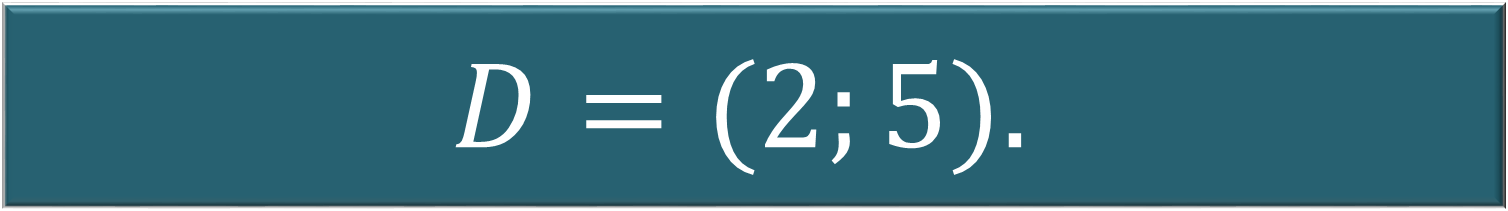 D = (2; 5).